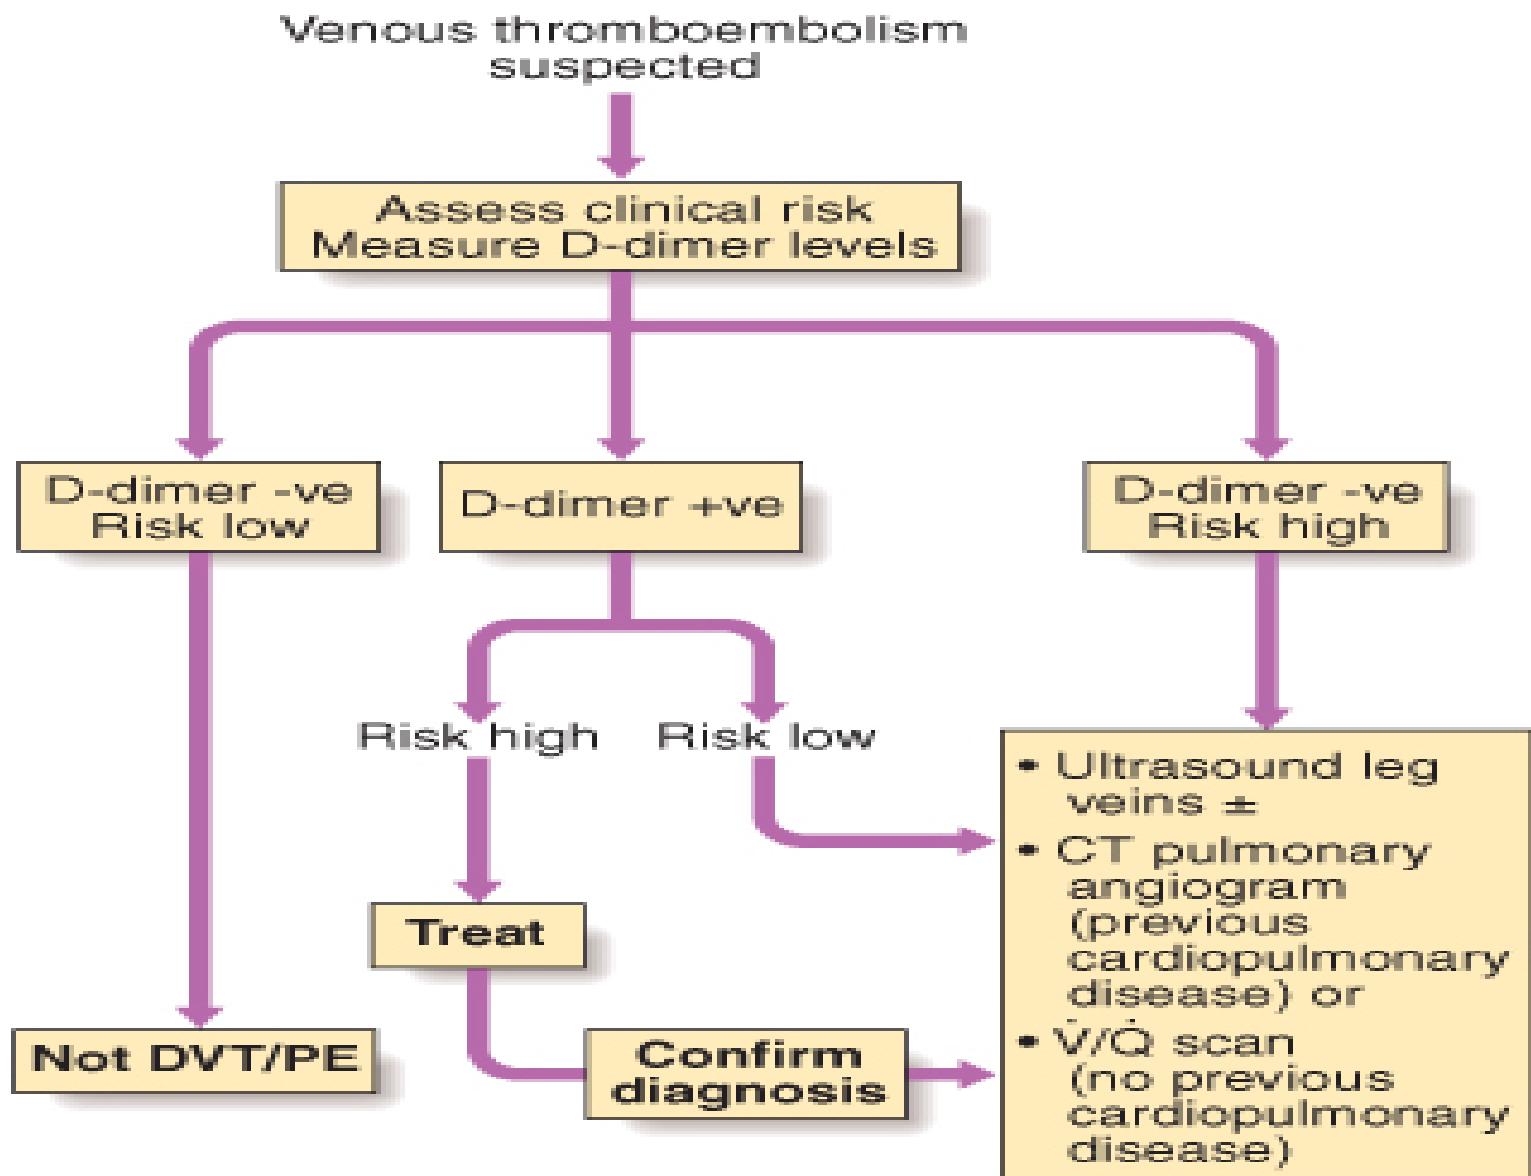 Venous thromboembolism
suspected
Assess clinical risk
Measure D-dimer levels
D-dimer -ve
Risk low
D-dimer +ve
D-dimer -ve
Risk high
Risk high
Risk low
• Ultrasound leg
veins ±
• CT pulmonary
angiogram
(previous
cardiopulmonary
disease) or
• V̇/Q̇ scan
(no previous
cardiopulmonary
disease)
Treat
Not DVT/PE
Confirm
diagnosis